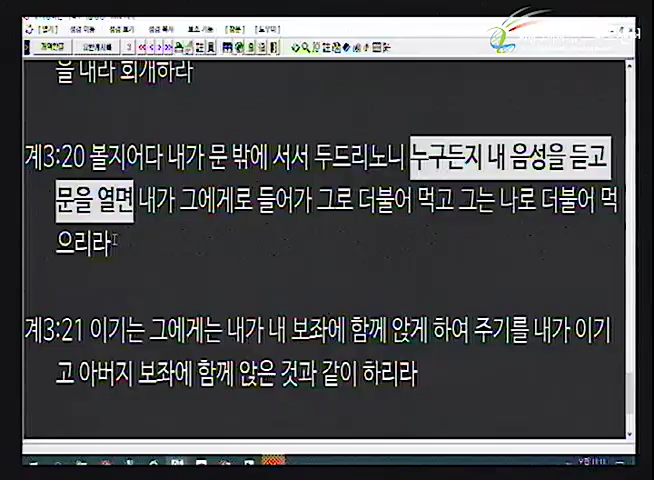 을 내라 회개하라
계3:20 볼지어다 내가 문 밖에 서서 두드리노니 누구든지 내 음성을 듣고
문을 열면 내가 그에게로 들어가 그로 더불어 먹고 그는 나로 더불어 먹
으리라
계3:21 이기는 그에게는 내가 내 보좌에 함께 앉게 하여 주기를 내가 이기
고 아버지 보좌에 함께 앉은 것과 같이 하리라